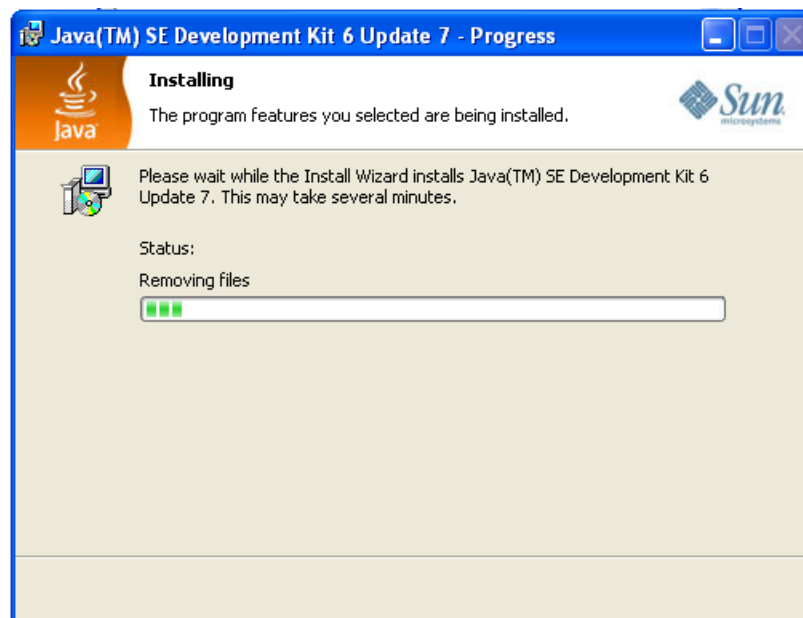 Java(TM) SE Development Kit 6 Update 7 - Progress
Java
Installing
The program features you selected are being installed.
Sun
microsystems
Please wait while the Install Wizard installs Java(TM) SE Development Kit 6
Update 7. This may take several minutes.
Status:
Removing files